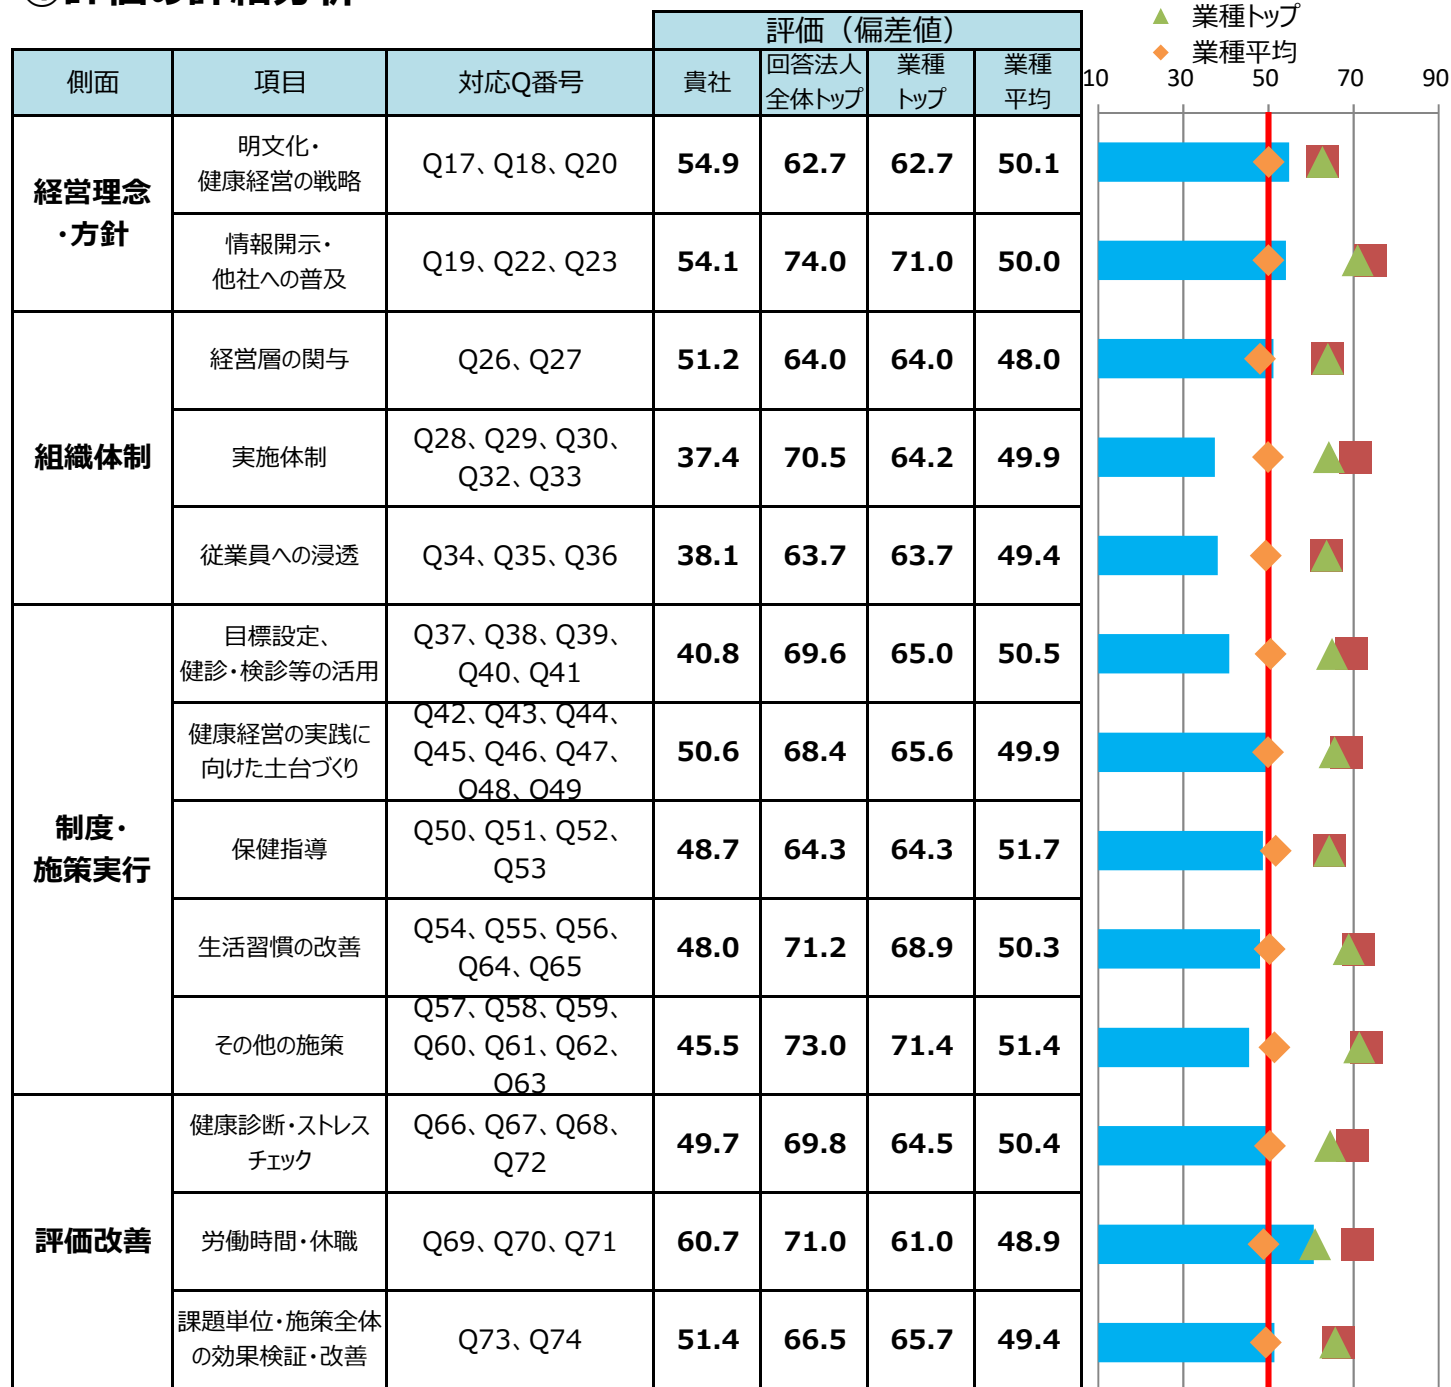 評価(偏差値)
▲ 業種トップ
◆ 業種平均
側面 項目 対応Q番号 貴社 回答法人 業種 業種
全体トップ トップ 平均
10 30 50 70 90
経営理念
・方針
明文化・
健康経営の戦略
Q17、Q18、Q20 54.9 62.7 62.7 50.1
情報開示・
他社への普及
Q19、Q22、Q23 54.1 74.0 71.0 50.0
組織体制
経営層の関与 Q26、Q27 51.2 64.0 64.0 48.0
実施体制
Q28、Q29、Q30、
Q32、Q33
37.4 70.5 64.2 49.9
従業員への浸透 Q34、Q35、Q36 38.1 63.7 63.7 49.4
制度・
施策実行
目標設定、
健診・検診等の活用
Q37、Q38、Q39、
Q40、Q41
40.8 69.6 65.0 50.5
健康経営の実践に
向けた土台づくり
Q42、Q43、Q44、
Q45、Q46、Q47、
Q48、Q49
50.6 68.4 65.6 49.9
保健指導
Q50、Q51、Q52、
Q53
48.7 64.3 64.3 51.7
生活習慣の改善
Q54、Q55、Q56、
Q64、Q65
48.0 71.2 68.9 50.3
その他の施策
Q57、Q58、Q59、
Q60、Q61、Q62、
Q63
45.5 73.0 71.4 51.4
評価改善
健康診断・ストレス
チェック
Q66、Q67、Q68、
Q72
49.7 69.8 64.5 50.4
労働時間・休職 Q69、Q70、Q71 60.7 71.0 61.0 48.9
課題単位・施策全体
の効果検証・改善
Q73、Q74 51.4 66.5 65.7 49.4